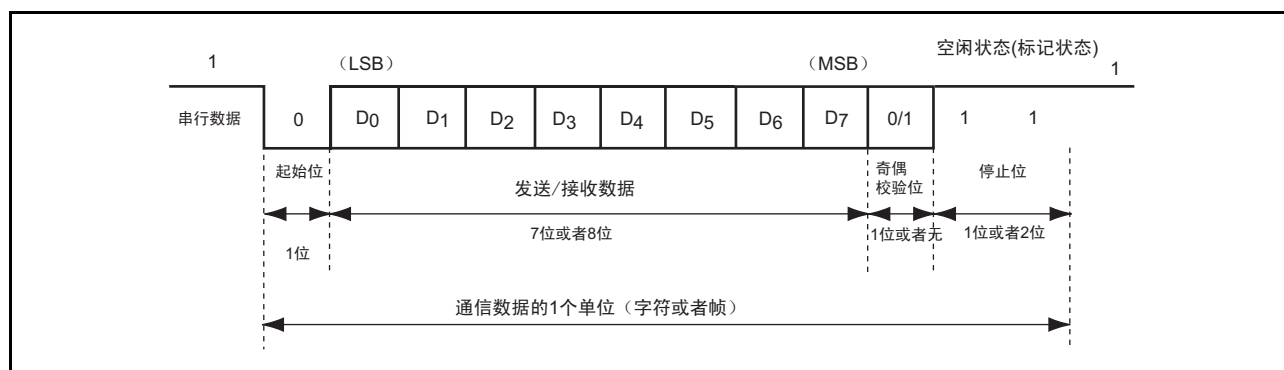 空闲状态(标记状态)
1 （LSB） （MSB） 1
串行数据 0 D0 D1 D2 D3 D4 D5 D6 D7 0/1 1 1
起始位 发送/接收数据 奇偶 停止位
校验位
1位 7位或者8位 1位或者无 1位或者2位
通信数据的1个单位（字符或者帧）